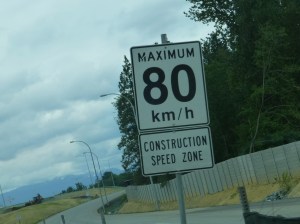 MAXIMUM
80
km/h
CONSTRUCTION
SPEED ZONE